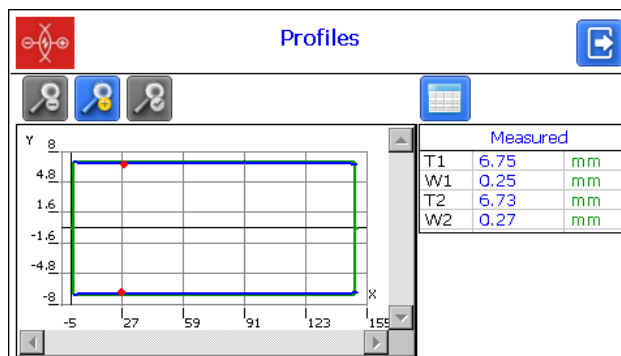 Profiles
Measured
T1 6.75 mm
W1 0.25 mm
T2 6.73 mm
W2 0.27 mm
Y
8
4.8
1.6
-1.6
-4.8
-8
X
-5 27 59 91 123 155